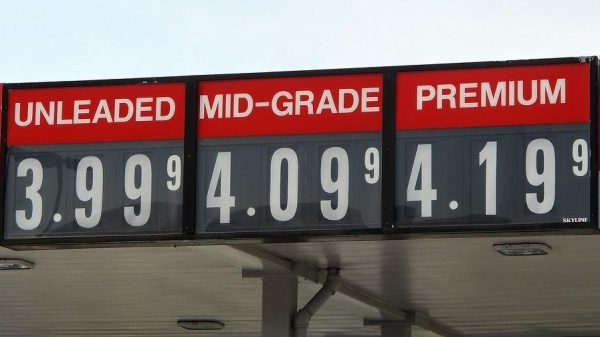 UNLEADED MID-GRADE PREMIUM
3.99 9 4.09 9 4.19 9
SKYLINE